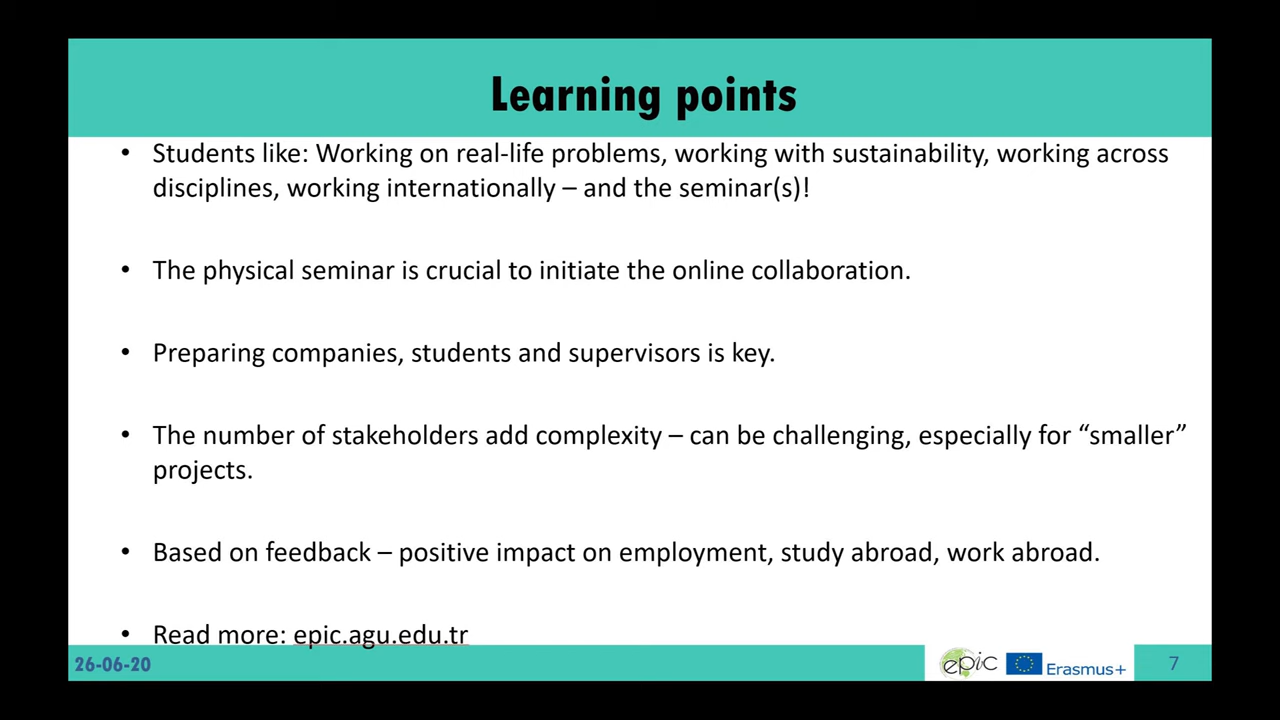 Learning points
• Students like: Working on real-life problems, working with sustainability, working across
disciplines, working internationally – and the seminar(s)!
• The physical seminar is crucial to initiate the online collaboration.
• Preparing companies, students and supervisors is key.
• The number of stakeholders add complexity – can be challenging, especially for “smaller”
projects.
• Based on feedback – positive impact on employment, study abroad, work abroad.
• Read more: epic.agu.edu.tr
26-06-20
epic
Erasmus+
7